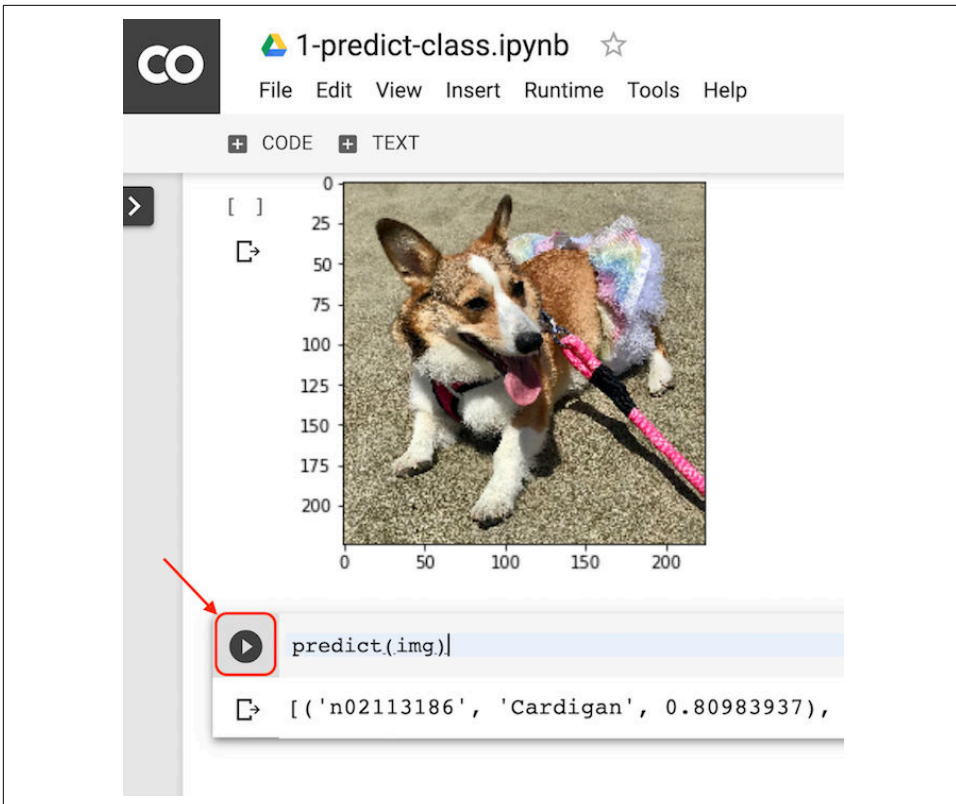 CO
1-predict-class.ipynb
File Edit View Insert Runtime Tools Help
CODE TEXT
[ ]
0
25
50
75
100
125
150
175
200
0 50 100 150 200
predict(img)
[('n02113186', 'Cardigan', 0.80983937),